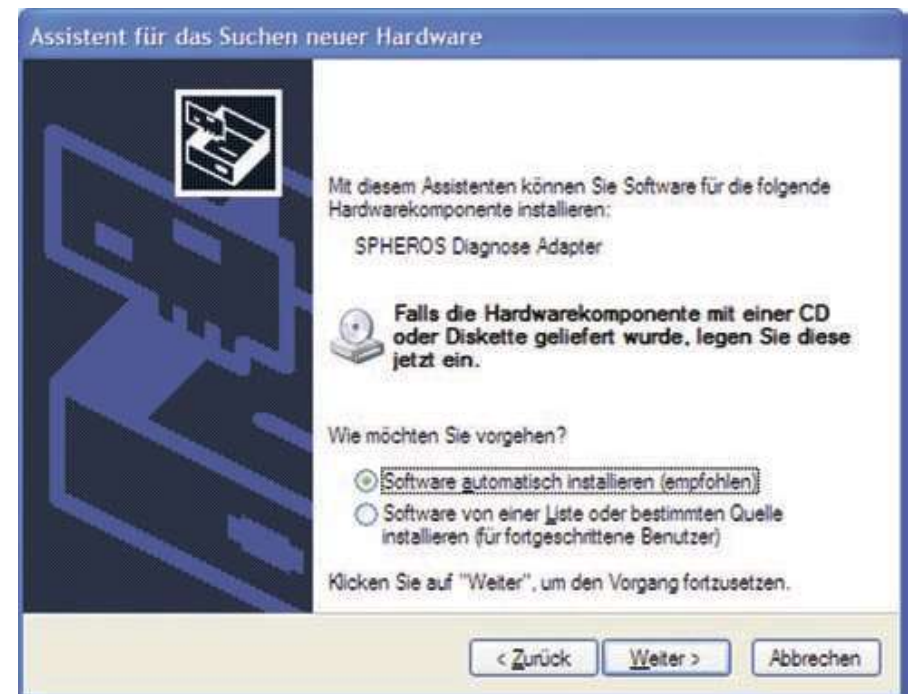 Assistent für das Suchen neuer Hardware
Mit diesem Assistenten können Sie Software für die folgende
Hardwarekomponente installieren:
SPHEROS Diagnose Adapter
Falls die Hardwarekomponente mit einer CD
oder Diskette geliefert wurde, legen Sie diese
jetzt ein.
Wie möchten Sie vorgehen?
Software automatisch installieren (empfohlen)
Software von einer Liste oder bestimmten Quelle
installieren (für fortgeschrittene Benutzer)
Klicken Sie auf "Weiter", um den Vorgang fortzusetzen.
< Zurück Weiter > Abbrechen